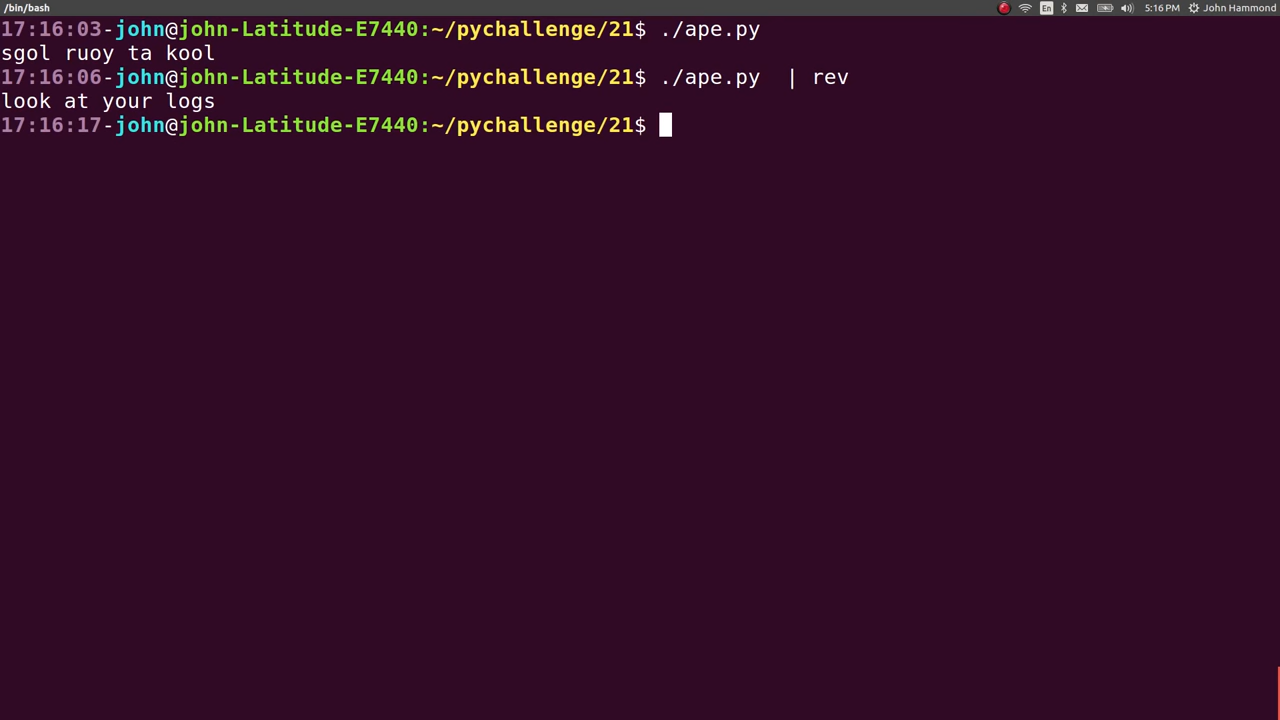 /bin/bash En 5:16 PM John Hammond
17:16:03-john@john-Latitude-E7440:~/pychallenge/21$ ./ape.py
sgol ruoy ta kool
17:16:06-john@john-Latitude-E7440:~/pychallenge/21$ ./ape.py  | rev
look at your logs
17:16:17-john@john-Latitude-E7440:~/pychallenge/21$